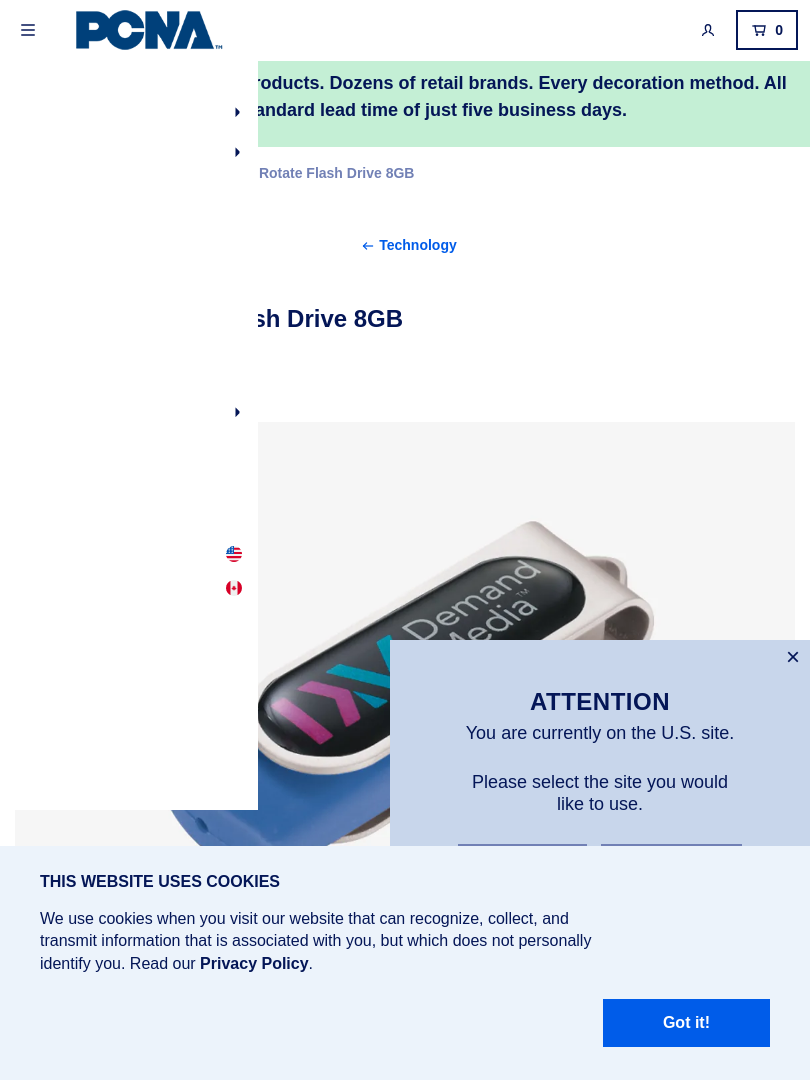 PCNA™
0
roducts. Dozens of retail brands. Every decoration method. All
andard lead time of just five business days.
Rotate Flash Drive 8GB
← Technology
sh Drive 8GB
Demand
Media™
ATTENTION
You are currently on the U.S. site.
Please select the site you would
like to use.
THIS WEBSITE USES COOKIES
We use cookies when you visit our website that can recognize, collect, and
transmit information that is associated with you, but which does not personally
identify you. Read our Privacy Policy.
Got it!